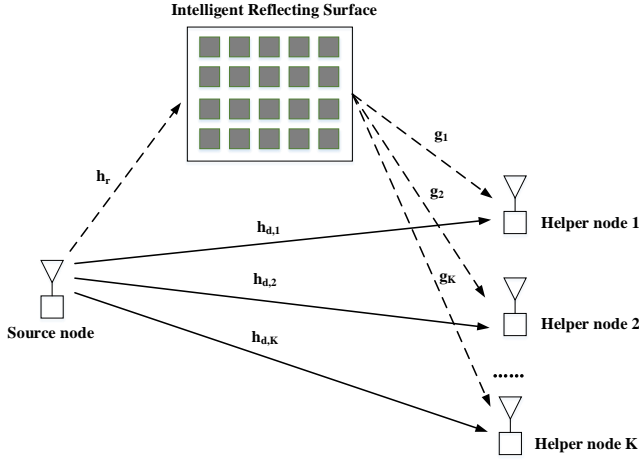 Intelligent Reflecting Surface
g1
hr
g2
Helper node 1
hd,1
hd,2
gK
Helper node 2
Source node
hd,K
......
Helper node K